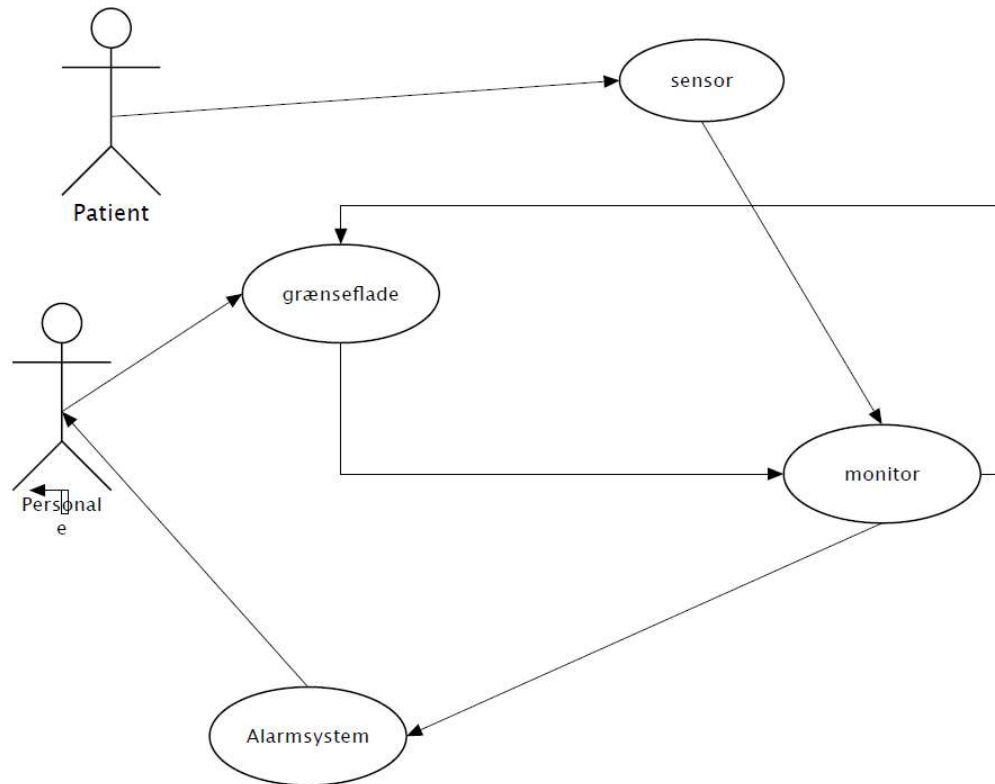 sensor
Patient
grænseflade
monitor
Personal
e
Alarmsystem